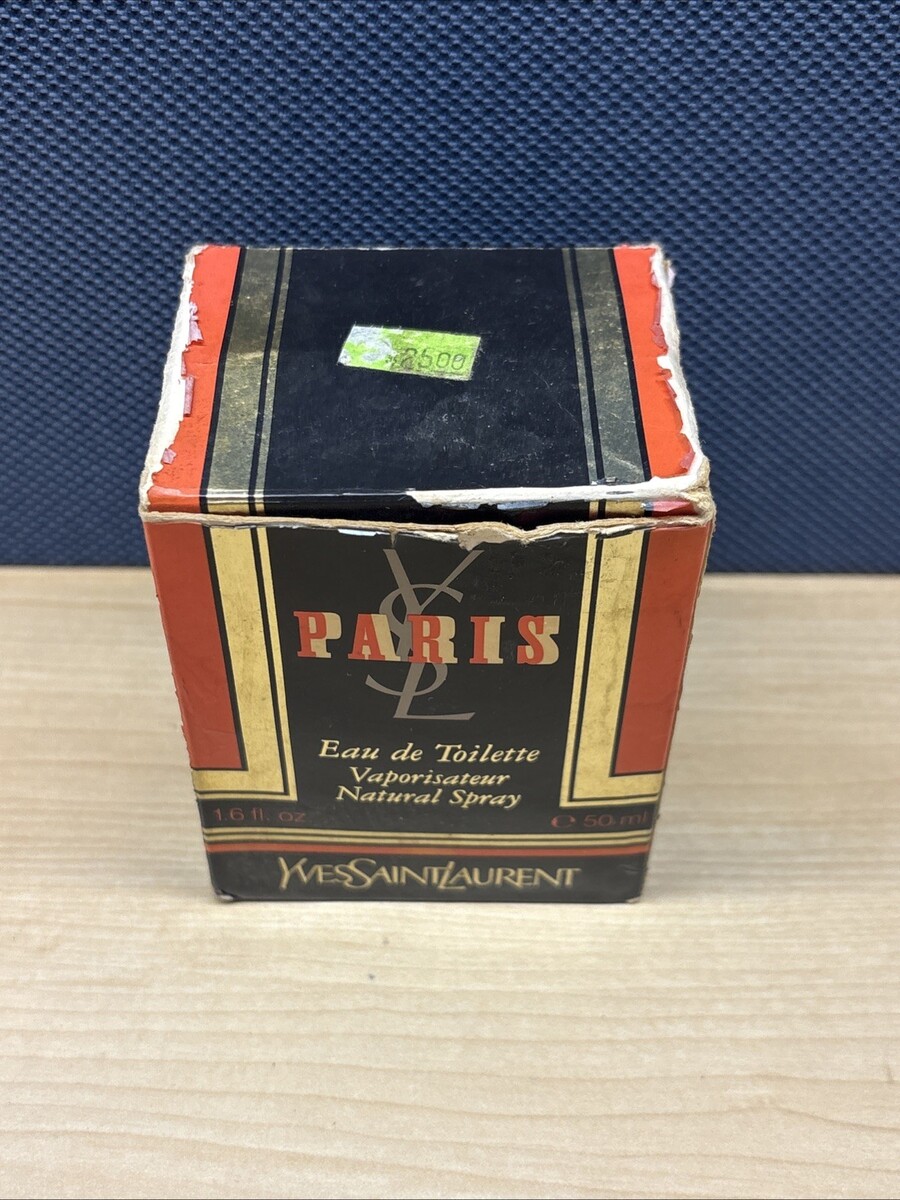 2500
YSL
PARIS
Eau de Toilette
Vaporisateur
Natural Spray
1.6 fl. oz ℮ 50 ml
YVESSAINTLAURENT